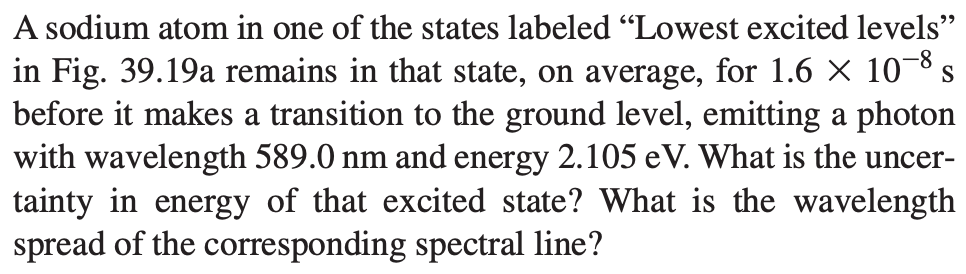 A sodium atom in one of the states labeled “Lowest excited levels”
in Fig. 39.19a remains in that state, on average, for 1.6 × 10⁻⁸ s
before it makes a transition to the ground level, emitting a photon
with wavelength 589.0 nm and energy 2.105 eV. What is the uncer-
tainty in energy of that excited state? What is the wavelength
spread of the corresponding spectral line?